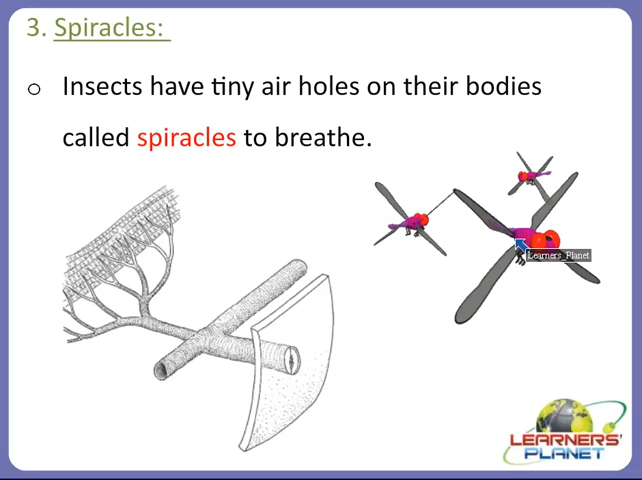 3. Spiracles:
o Insects have tiny air holes on their bodies
called spiracles to breathe.
Learners_Planet
LEARNERS'
PLANET